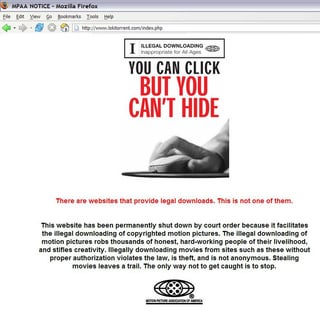 MPAA NOTICE - Mozilla Firefox
File Edit View Go Bookmarks Tools Help
http://www.lokitorrent.com/index.php
I ILLEGAL DOWNLOADING
Inappropriate for All Ages
YOU CAN CLICK
BUT YOU
CAN'T HIDE
There are websites that provide legal downloads. This is not one of them.
This website has been permanently shut down by court order because it facilitates
the illegal downloading of copyrighted motion pictures. The illegal downloading of
motion pictures robs thousands of honest, hard-working people of their livelihood,
and stifles creativity. Illegally downloading movies from sites such as these without
proper authorization violates the law, is theft, and is not anonymous. Stealing
movies leaves a trail. The only way not to get caught is to stop.
MOTION PICTURE ASSOCIATION OF AMERICA